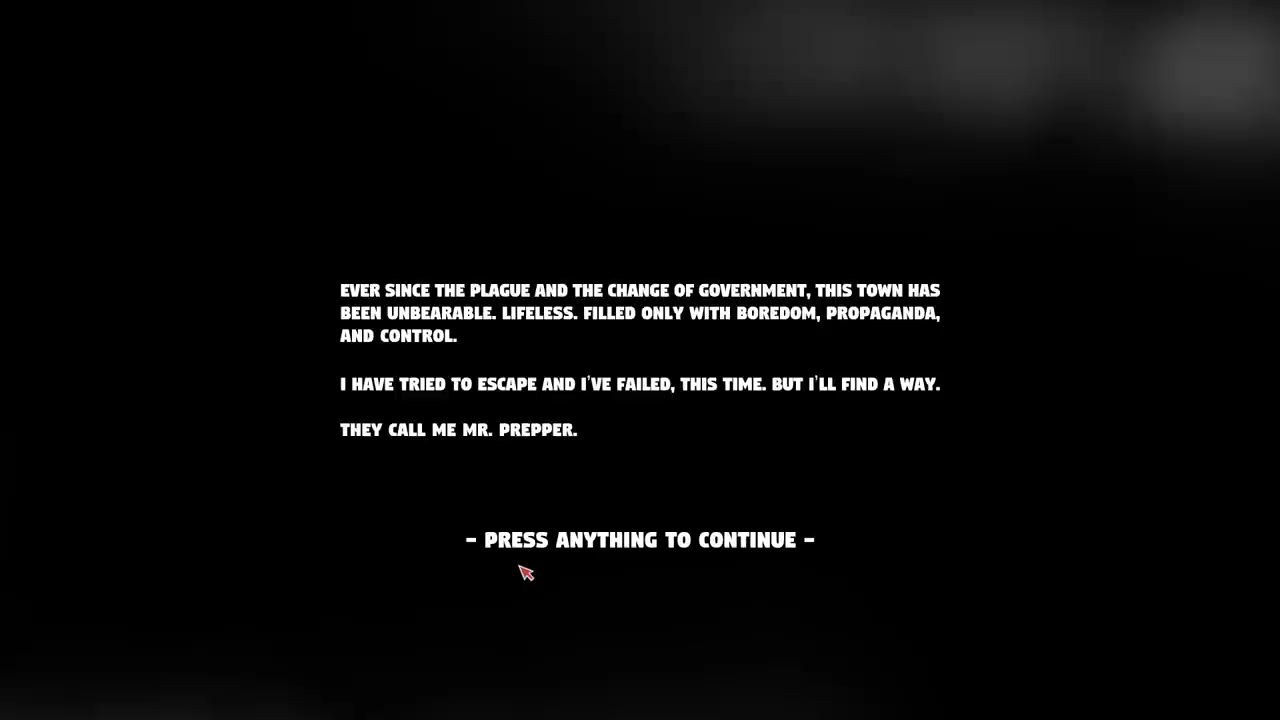 EVER SINCE THE PLAGUE AND THE CHANGE OF GOVERNMENT, THIS TOWN HAS
BEEN UNBEARABLE. LIFELESS. FILLED ONLY WITH BOREDOM, PROPAGANDA,
AND CONTROL.
I HAVE TRIED TO ESCAPE AND I'VE FAILED, THIS TIME. BUT I'LL FIND A WAY.
THEY CALL ME MR. PREPPER.
- PRESS ANYTHING TO CONTINUE -